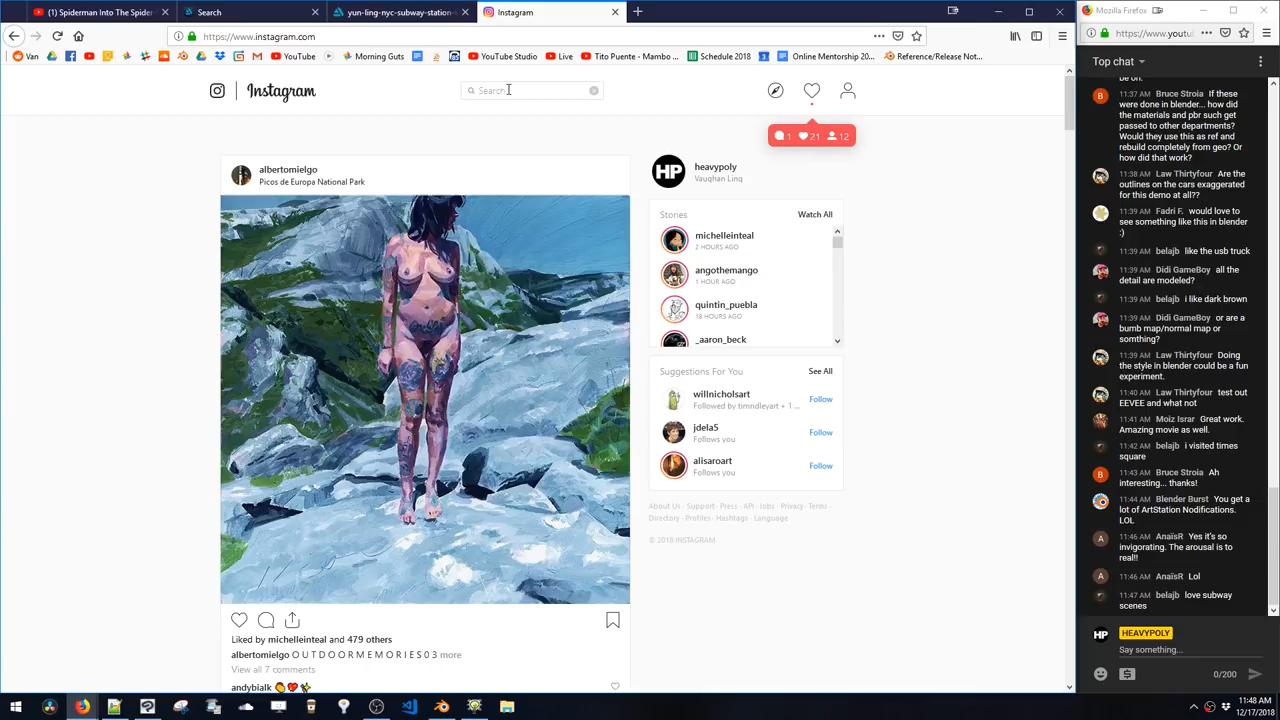 (1) Spiderman Into The Spider
Search
yun-ling-nyc-subway-station-
Instagram
https://www.instagram.com
Van
YouTube
Morning Guts
YouTube Studio
Live
Tito Puente - Mambo ...
Schedule 2018
Online Mentorship 20...
Reference/Release Not...
Instagram
Search
1 21 12
albertomielgo
Picos de Europa National Park
HP
heavypoly
Vaughan Ling
Stories
Watch All
michelleinteal
2 HOURS AGO
angothemango
1 HOUR AGO
quintin_puebla
18 HOURS AGO
_aaron_beck
Suggestions For You
See All
willnicholsart
Followed by timndleyart + 1 ...
Follow
jdela5
Follows you
Follow
alisaroart
Follows you
Follow
About Us · Support · Press · API · Jobs · Privacy · Terms ·
Directory · Profiles · Hashtags · Language
© 2018 INSTAGRAM
Liked by michelleinteal and 479 others
albertomielgo O U T D O O R M E M O R I E S 0 3 more
View all 7 comments
andybialk
Mozilla Firefox
https://www.youtu
Top chat
be on.
11:37 AM Bruce Stroia If these
were done in blender... how did
the materials and pbr such get
passed to other departments?
Would they use this as ref and
rebuild completely from geo? Or
how did that work?
11:38 AM Law Thirtyfour Are the
outlines on the cars exaggerated
for this demo at all??
11:39 AM Fadri F. would love to
see something like this in blender
:)
11:39 AM belajb like the usb truck
11:39 AM Didi GameBoy all the
detail are modeled?
11:39 AM belajb i like dark brown
11:39 AM Didi GameBoy or are a
bumb map/normal map or
somthing?
11:39 AM Law Thirtyfour Doing
the style in blender could be a fun
experiment.
11:40 AM Law Thirtyfour test out
EEVEE and what not
11:41 AM Moiz Israr Great work.
Amazing movie as well.
11:42 AM belajb i visited times
square
11:43 AM Bruce Stroia Ah
interesting... thanks!
11:44 AM Blender Burst You get a
lot of ArtStation Nodifications.
LOL
11:46 AM AnaïsR Yes it's so
invigorating. The arousal is to
real!!
11:46 AM AnaïsR Lol
11:47 AM belajb love subway
scenes
HP
HEAVYPOLY
Say something...
0/200
11:48 AM
12/17/2018